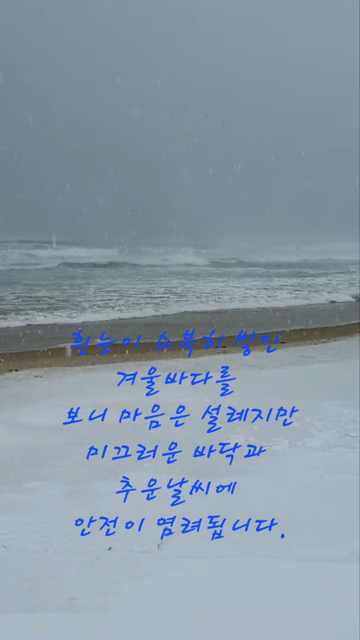 흰눈이 소복히 쌓인
겨울바다를
보니 마음은 설레지만
미끄러운 바닥과
추운날씨에
안전이 염려됩니다.